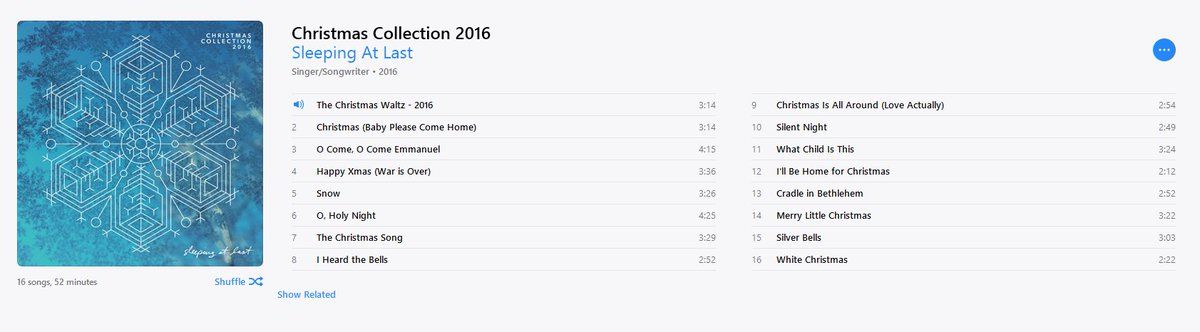 CHRISTMAS
COLLECTION
2016
sleeping at last
16 songs, 52 minutes
Shuffle
Christmas Collection 2016
Sleeping At Last
Singer/Songwriter • 2016
The Christmas Waltz - 2016 3:14
2 Christmas (Baby Please Come Home) 3:14
3 O Come, O Come Emmanuel 4:15
4 Happy Xmas (War is Over) 3:36
5 Snow 3:26
6 O, Holy Night 4:25
7 The Christmas Song 3:29
8 I Heard the Bells 2:52
9 Christmas Is All Around (Love Actually) 2:54
10 Silent Night 2:49
11 What Child Is This 3:24
12 I'll Be Home for Christmas 2:12
13 Cradle in Bethlehem 2:52
14 Merry Little Christmas 3:22
15 Silver Bells 3:03
16 White Christmas 2:22
Show Related